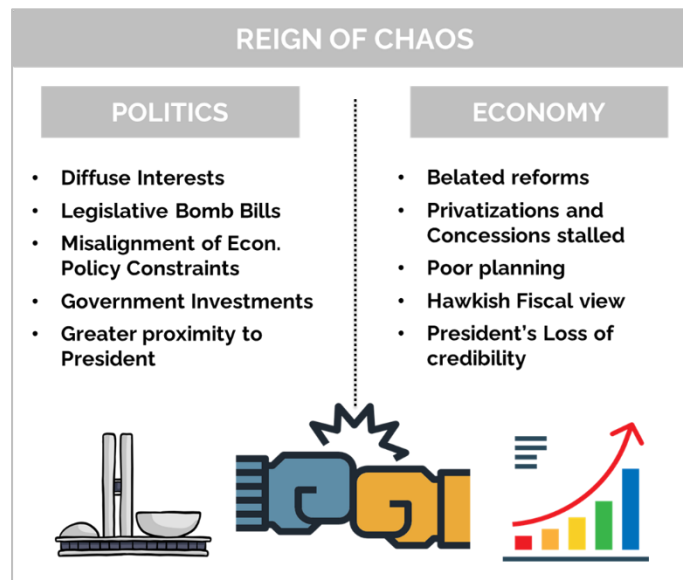 REIGN OF CHAOS
POLITICS
• Diffuse Interests
• Legislative Bomb Bills
• Misalignment of Econ.
Policy Constraints
• Government Investments
• Greater proximity to
President
ECONOMY
• Belated reforms
• Privatizations and
Concessions stalled
• Poor planning
• Hawkish Fiscal view
• President’s Loss of
credibility